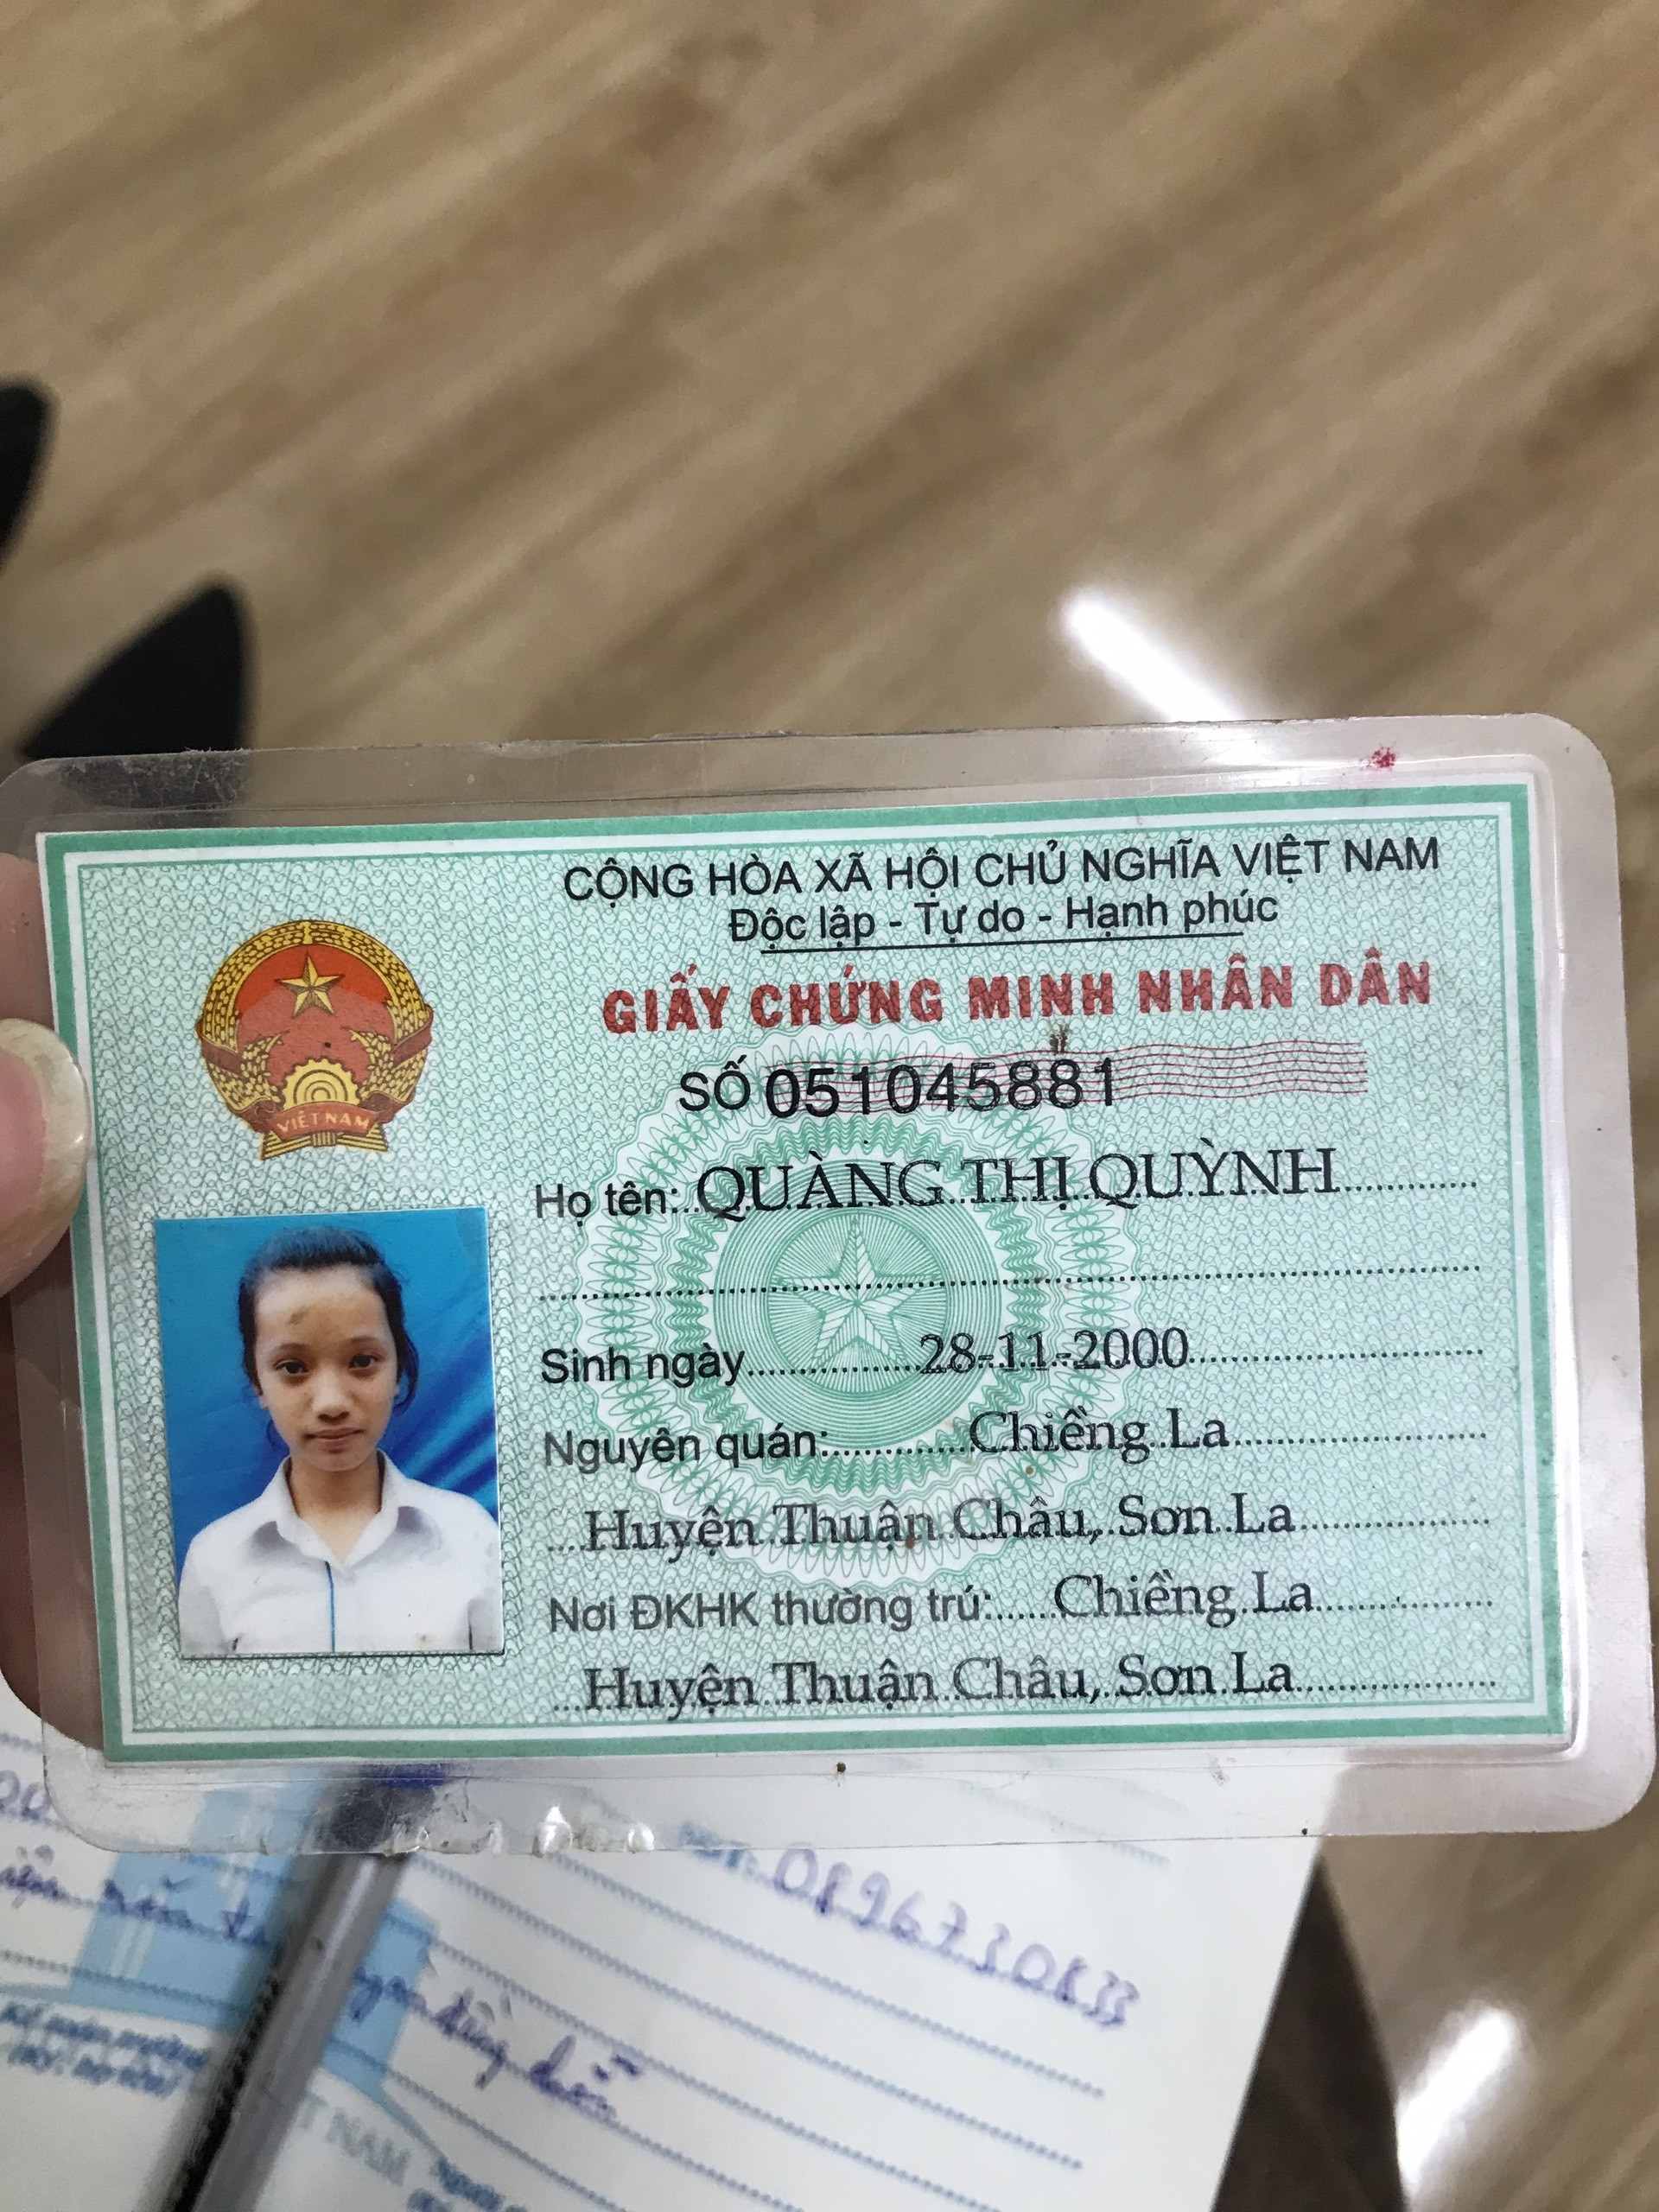 CỘNG HÒA XÃ HỘI CHỦ NGHĨA VIỆT NAM
Độc lập - Tự do - Hạnh phúc
GIẤY CHỨNG MINH NHÂN DÂN
SỐ 051045881
VIỆT NAM
Họ tên: QUÀNG THỊ QUỲNH
Sinh ngày 28-11-2000
Nguyên quán: Chiềng La
Huyện Thuận Châu, Sơn La
Nơi ĐKHK thường trú: Chiềng La
Huyện Thuận Châu, Sơn La